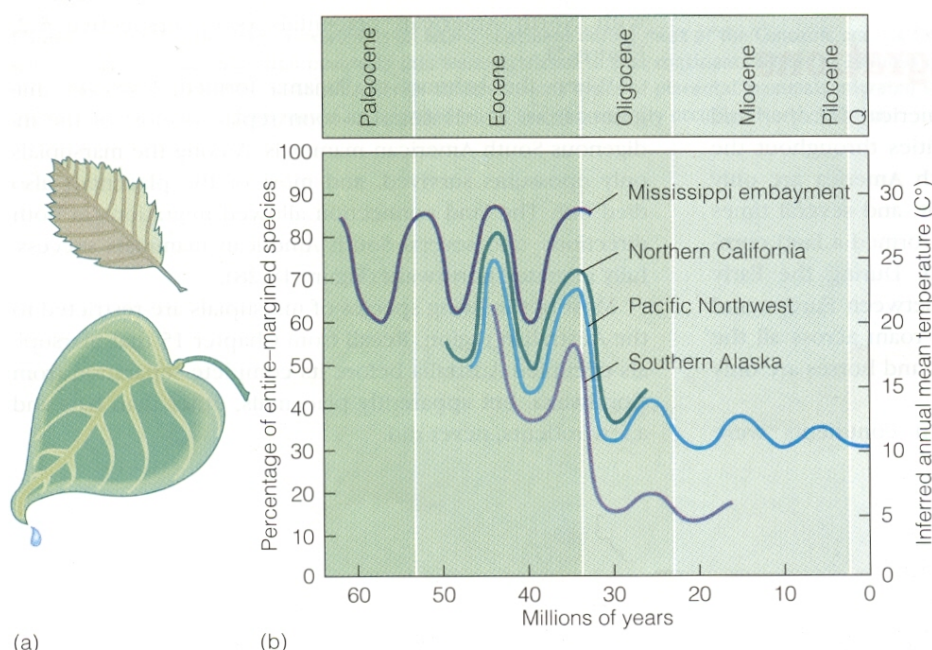 Paleocene
Eocene
Oligocene
Miocene
Pilocene
Q
100
90
80
70
60
50
40
30
20
10
0
Percentage of entire–margined species
30
25
20
15
10
5
0
Inferred annual mean temperature (C°)
Mississippi embayment
Northern California
Pacific Northwest
Southern Alaska
60
50
40
30
20
10
0
Millions of years
(a)
(b)